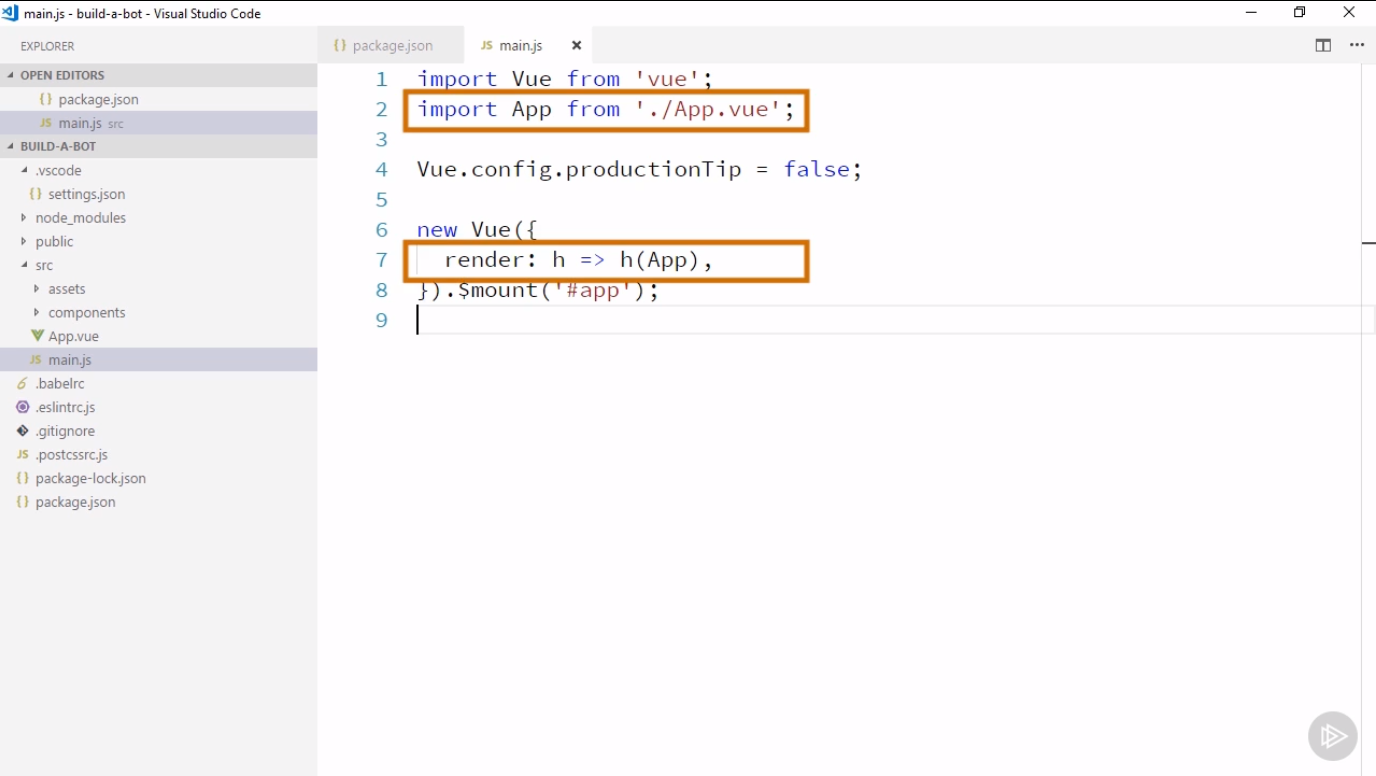 main.js - build-a-bot - Visual Studio Code
EXPLORER
OPEN EDITORS
{} package.json
JS main.js src
BUILD-A-BOT
.vscode
{} settings.json
node_modules
public
src
assets
components
App.vue
JS main.js
6 .babelrc
.eslintrc.js
.gitignore
JS .postcssrc.js
{} package-lock.json
{} package.json
{} package.json
JS main.js
1 import Vue from 'vue';
2 import App from './App.vue';
3
4 Vue.config.productionTip = false;
5
6 new Vue({
7 render: h => h(App),
8 }).$mount('#app');
9